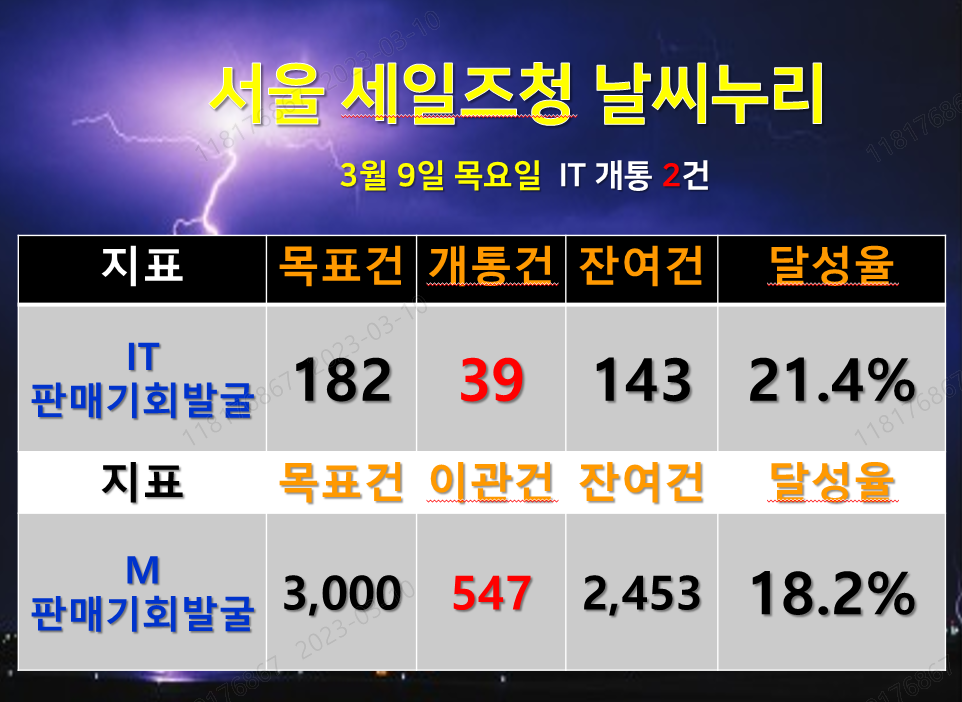 서울 세일즈청 날씨누리
3월 9일 목요일 IT 개통 2건
지표 목표건 개통건 잔여건 달성율
IT
판매기회발굴 182 39 143 21.4%
지표 목표건 이관건 잔여건 달성율
M
판매기회발굴 3,000 547 2,453 18.2%
118176867 2023-03-10